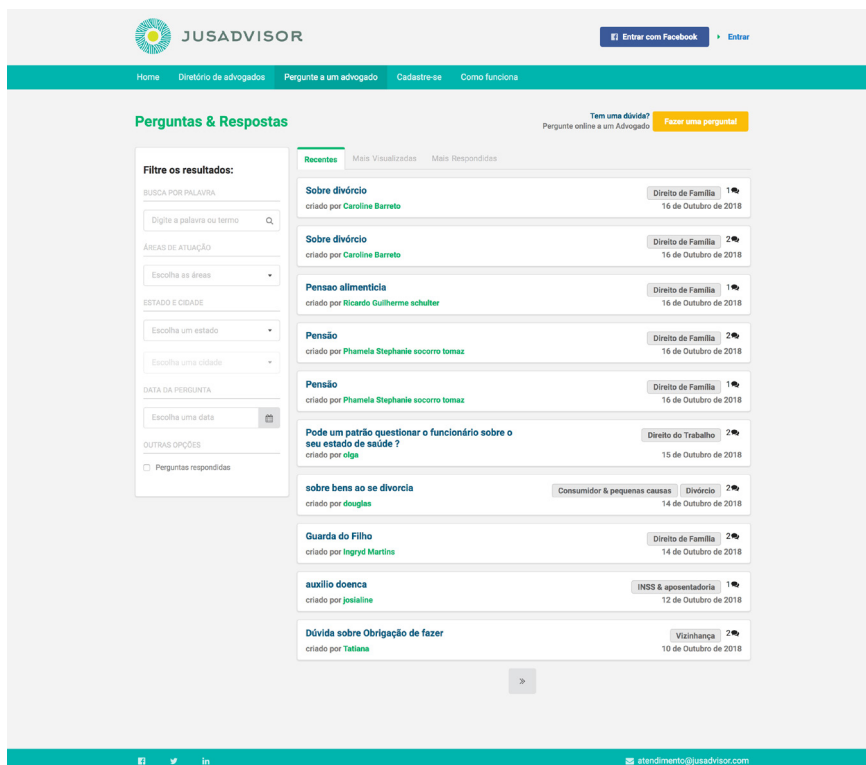 JUSADVISOR
Entrar com Facebook
Entrar
Home Diretório de advogados Pergunte a um advogado Cadastre-se Como funciona
Perguntas & Respostas
Tem uma dúvida?
Pergunte online a um Advogado
Fazer uma pergunta!
Filtre os resultados:
BUSCA POR PALAVRA
Digite a palavra ou termo
ÁREAS DE ATUAÇÃO
Escolha as áreas
ESTADO E CIDADE
Escolha um estado
Escolha uma cidade
DATA DA PERGUNTA
Escolha uma data
OUTRAS OPÇÕES
Perguntas respondidas
Recentes Mais Visualizadas Mais Respondidas
Sobre divórcio Direito de Família 1
criado por Caroline Barreto 16 de Outubro de 2018
Sobre divórcio Direito de Família 2
criado por Caroline Barreto 16 de Outubro de 2018
Pensao alimenticia Direito de Família 1
criado por Ricardo Guilherme schulter 16 de Outubro de 2018
Pensão Direito de Família 2
criado por Phamela Stephanie socorro tomaz 16 de Outubro de 2018
Pensão Direito de Família 1
criado por Phamela Stephanie socorro tomaz 16 de Outubro de 2018
Pode um patrão questionar o funcionário sobre o Direito do Trabalho 2
seu estado de saúde ?
criado por olga 15 de Outubro de 2018
sobre bens ao se divorcia Consumidor & pequenas causas Divórcio 2
criado por douglas 14 de Outubro de 2018
Guarda do Filho Direito de Família 2
criado por Ingryd Martins 14 de Outubro de 2018
auxilio doenca INSS & aposentadoria 1
criado por josialine 12 de Outubro de 2018
Dúvida sobre Obrigação de fazer Vizinhança 2
criado por Tatiana 10 de Outubro de 2018
»
atendimento@jusadvisor.com